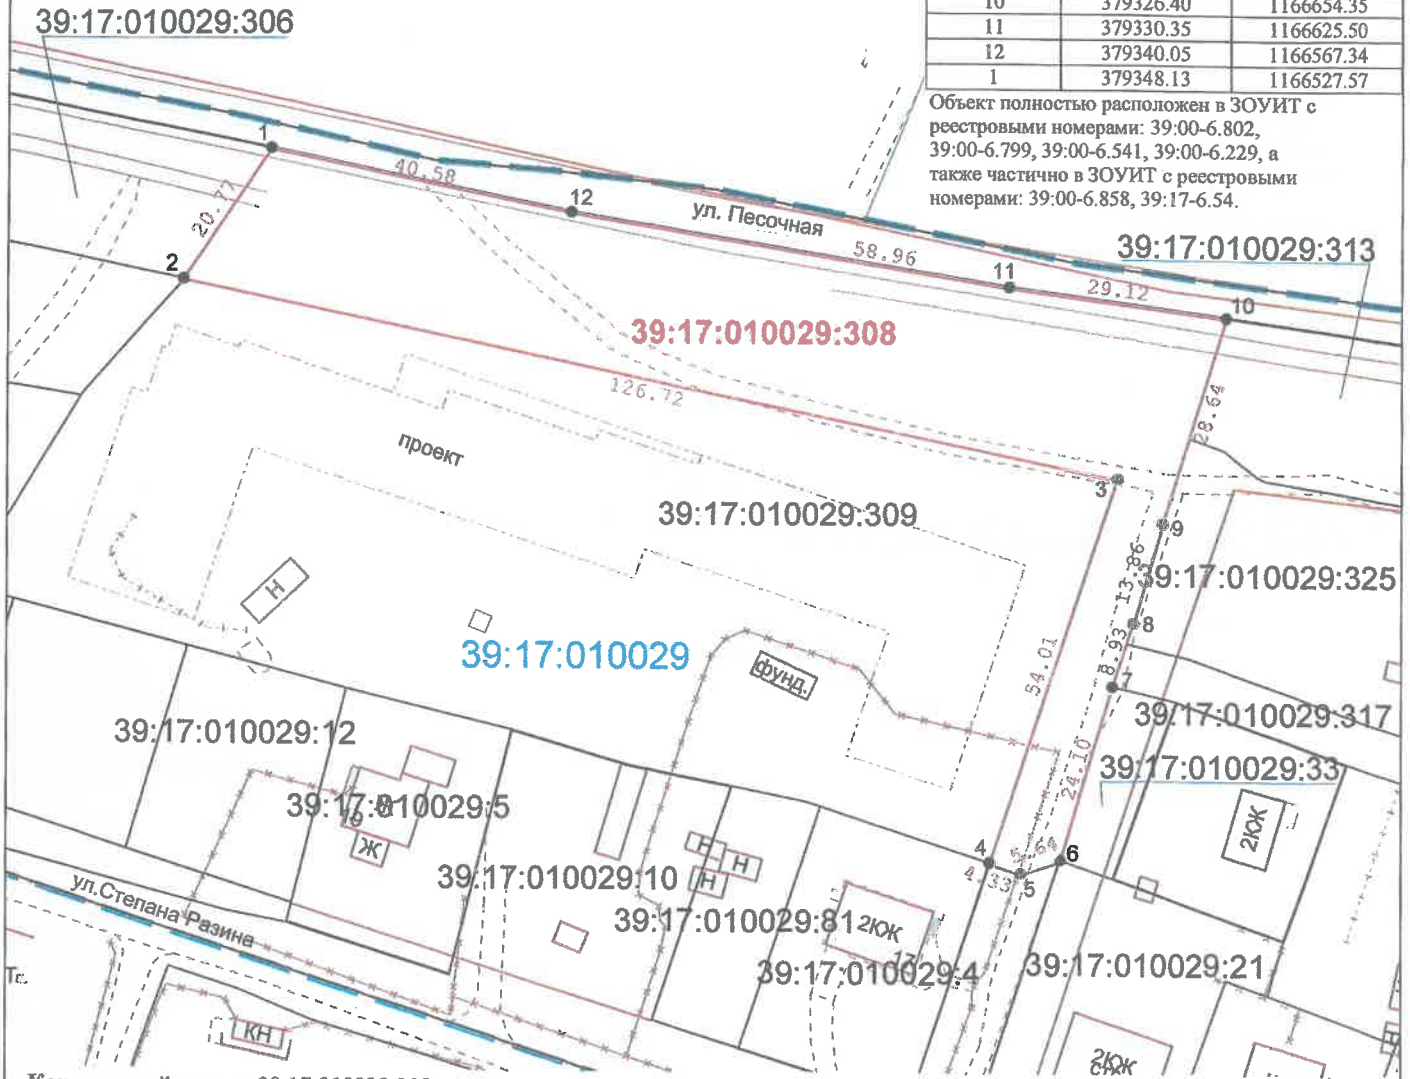 39:17:010029:306
10 379326.40 1166654.35
11 379330.35 1166625.50
12 379340.05 1166567.34
1 379348.13 1166527.57
Объект полностью расположен в ЗОУИТ с
реестровыми номерами: 39:00-6.802,
39:00-6.799, 39:00-6.541, 39:00-6.229, а
также частично в ЗОУИТ с реестровыми
номерами: 39:00-6.858, 39:17-6.54.
1
40.58
12
ул. Песочная
20.77
58.96
39:17:010029:313
2
11
29.12
10
39:17:010029:308
126.72
28.64
проект
3
39:17:010029:309
9
13.86
39:17:010029:325
Н
8
39:17:010029
8.93
фунд.
54.01
7
39:17:010029:12
39:17:010029:317
24.10
39:17:010029:33
39:17:010029:5
Ж
2КЖ
Н
Н
Н
4
5.64
6
4.33
5
39:17:010029:10
ул.Степана Разина
39:17:010029:81
2КЖ
39:17:010029:4
39:17:010029:21
КН
2КЖ